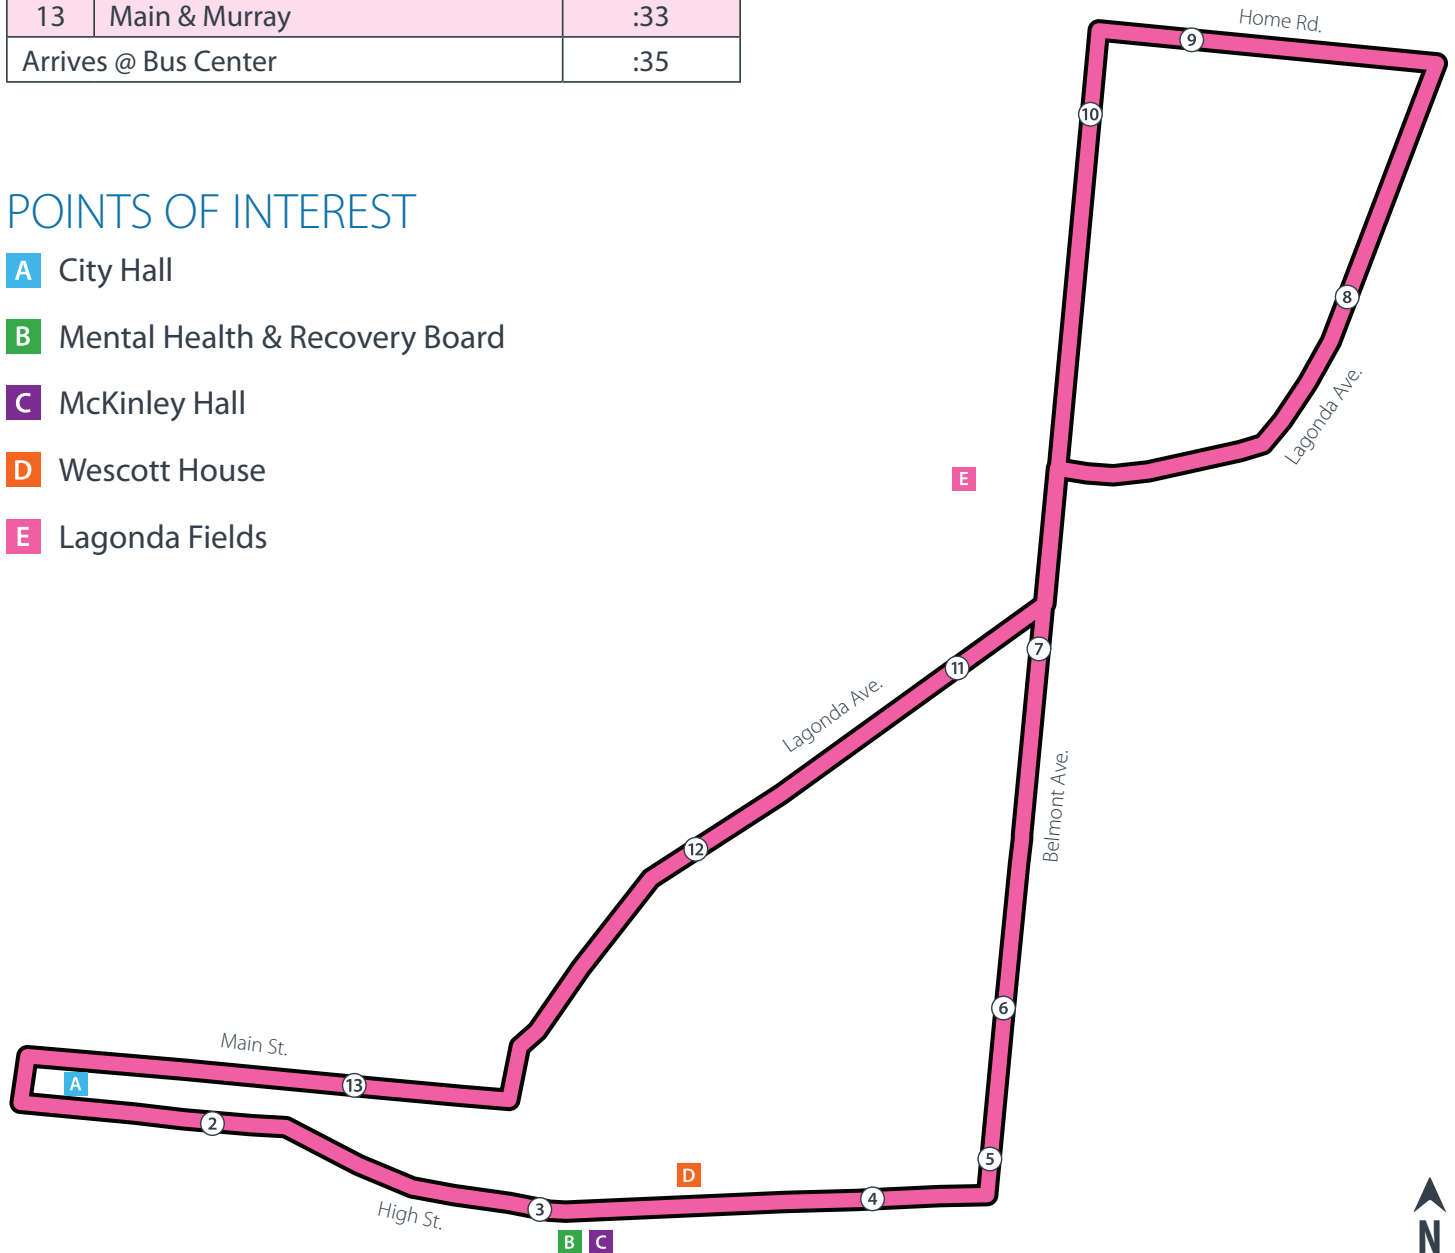 13 Main & Murray :33
Arrives @ Bus Center :35
POINTS OF INTEREST
A City Hall
B Mental Health & Recovery Board
C McKinley Hall
D Wescott House
E Lagonda Fields
Home Rd.
9
10
8
Lagonda Ave.
E
7
11
Lagonda Ave.
Belmont Ave.
12
6
Main St.
A
13
2
5
D
4
High St.
3
B C
N